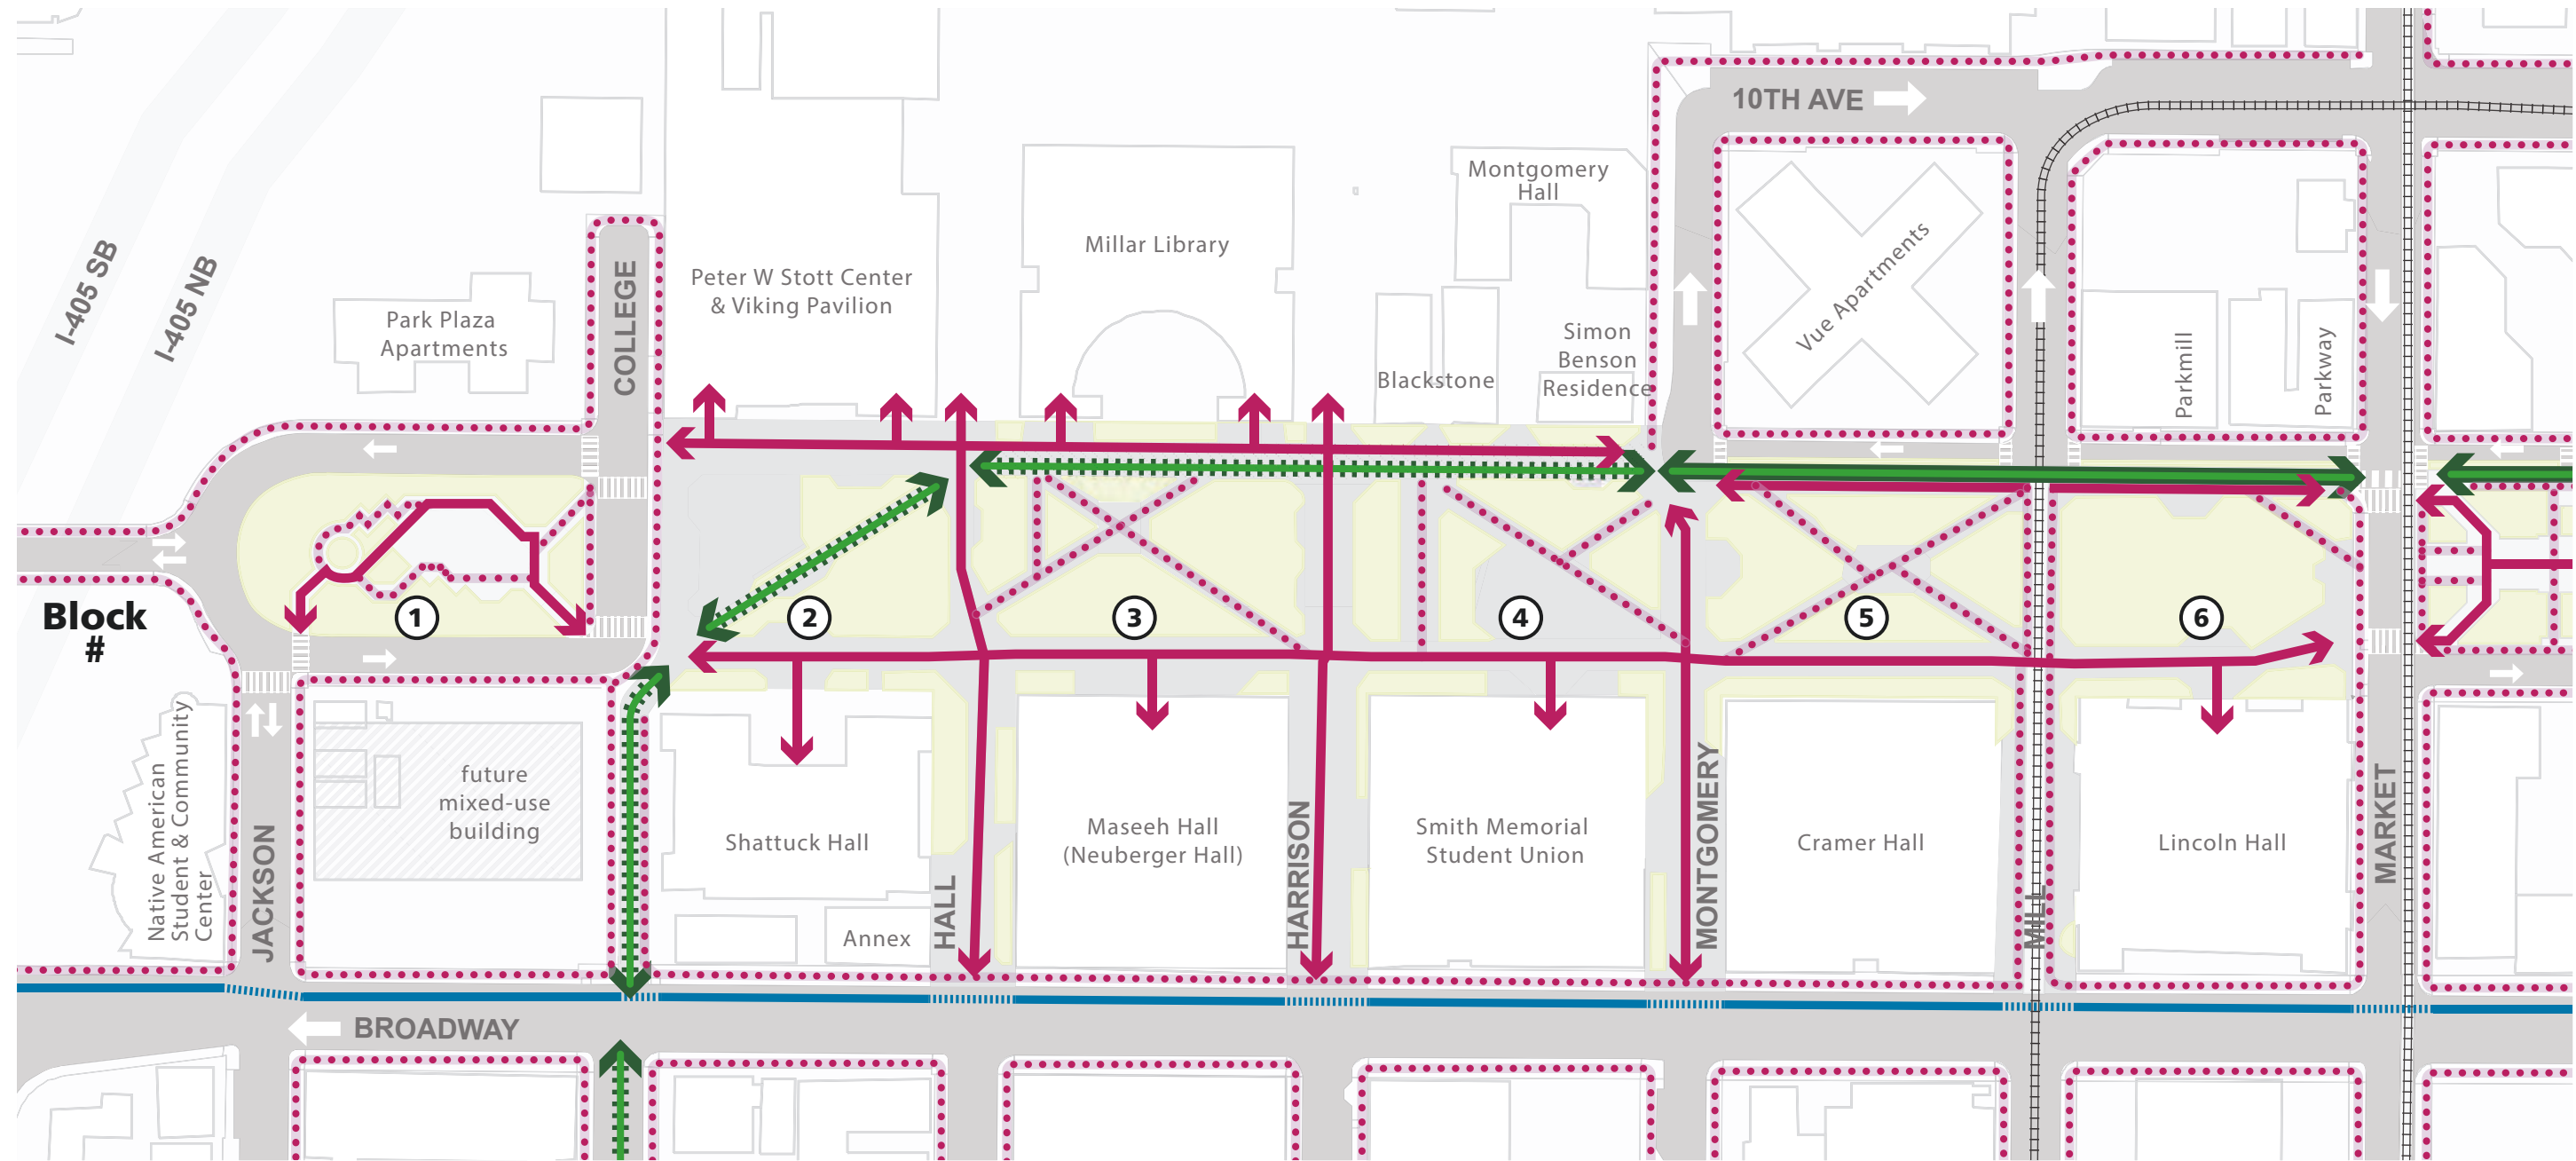 10TH AVE
Montgomery
Hall
Millar Library
Vue Apartments
I-405 SB
I-405 NB
Peter W Stott Center
& Viking Pavilion
COLLEGE
Park Plaza
Apartments
Simon
Benson
Residence
Blackstone
Parkmill
Parkway
Block
#
1
2
3
4
5
6
Native American
Student & Community
Center
JACKSON
future
mixed-use
building
Shattuck Hall
Annex
HALL
Maseeh Hall
(Neuberger Hall)
HARRISON
Smith Memorial
Student Union
MONTGOMERY
Cramer Hall
MILL
Lincoln Hall
MARKET
BROADWAY